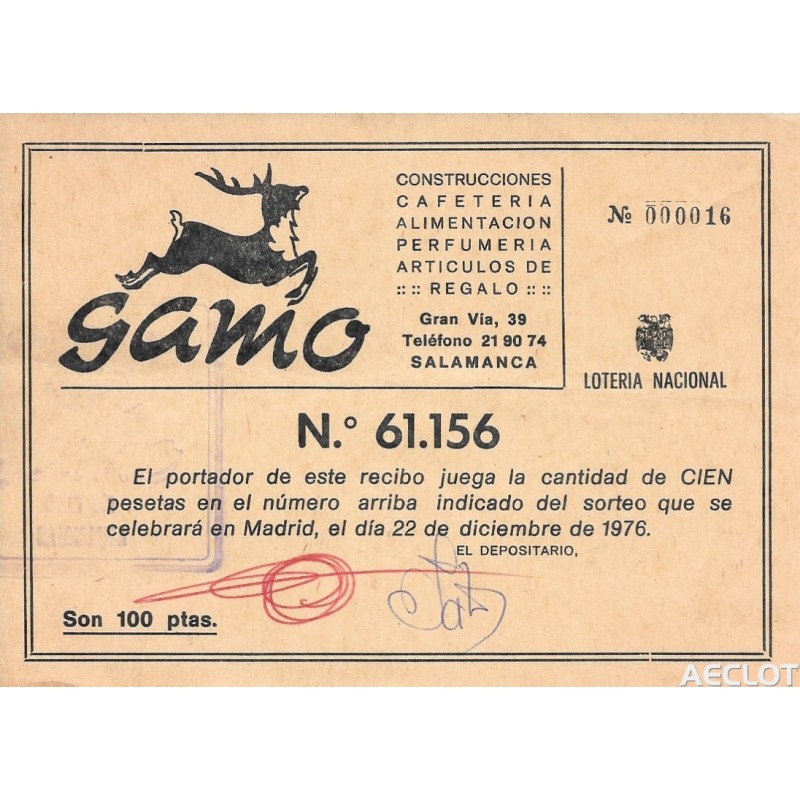 gamo
CONSTRUCCIONES
CAFETERIA
ALIMENTACION
PERFUMERIA
ARTICULOS DE
:: :: REGALO :: ::
Gran Vía, 39
Teléfono 21 90 74
SALAMANCA
№ 000016
LOTERIA NACIONAL
N.º 61.156
El portador de este recibo juega la cantidad de CIEN
pesetas en el número arriba indicado del sorteo que se
celebrará en Madrid, el día 22 de diciembre de 1976.
EL DEPOSITARIO,
Son 100 ptas.
AECLOT